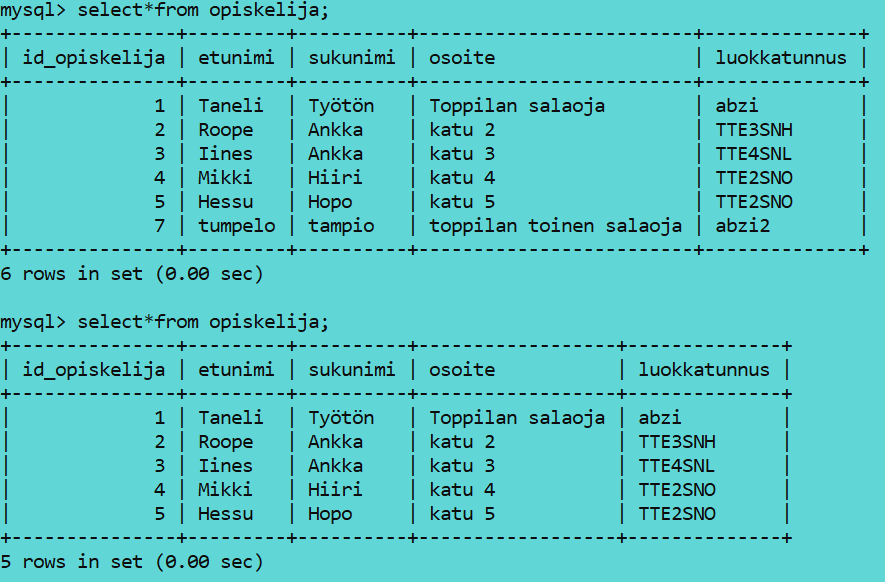 mysql> select*from opiskelija;
+---------------+---------+----------+-------------------------+--------------+
| id_opiskelija | etunimi | sukunimi | osoite                  | luokkatunnus |
+---------------+---------+----------+-------------------------+--------------+
|             1 | Taneli  | Työtön   | Toppilan salaoja        | abzi         |
|             2 | Roope   | Ankka    | katu 2                  | TTE3SNH      |
|             3 | Iines   | Ankka    | katu 3                  | TTE4SNL      |
|             4 | Mikki   | Hiiri    | katu 4                  | TTE2SNO      |
|             5 | Hessu   | Hopo     | katu 5                  | TTE2SNO      |
|             7 | tumpelo | tampio   | toppilan toinen salaoja | abzi2        |
+---------------+---------+----------+-------------------------+--------------+
6 rows in set (0.00 sec)

mysql> select*from opiskelija;
+---------------+---------+----------+------------------+--------------+
| id_opiskelija | etunimi | sukunimi | osoite           | luokkatunnus |
+---------------+---------+----------+------------------+--------------+
|             1 | Taneli  | Työtön   | Toppilan salaoja | abzi         |
|             2 | Roope   | Ankka    | katu 2           | TTE3SNH      |
|             3 | Iines   | Ankka    | katu 3           | TTE4SNL      |
|             4 | Mikki   | Hiiri    | katu 4           | TTE2SNO      |
|             5 | Hessu   | Hopo     | katu 5           | TTE2SNO      |
+---------------+---------+----------+------------------+--------------+
5 rows in set (0.00 sec)